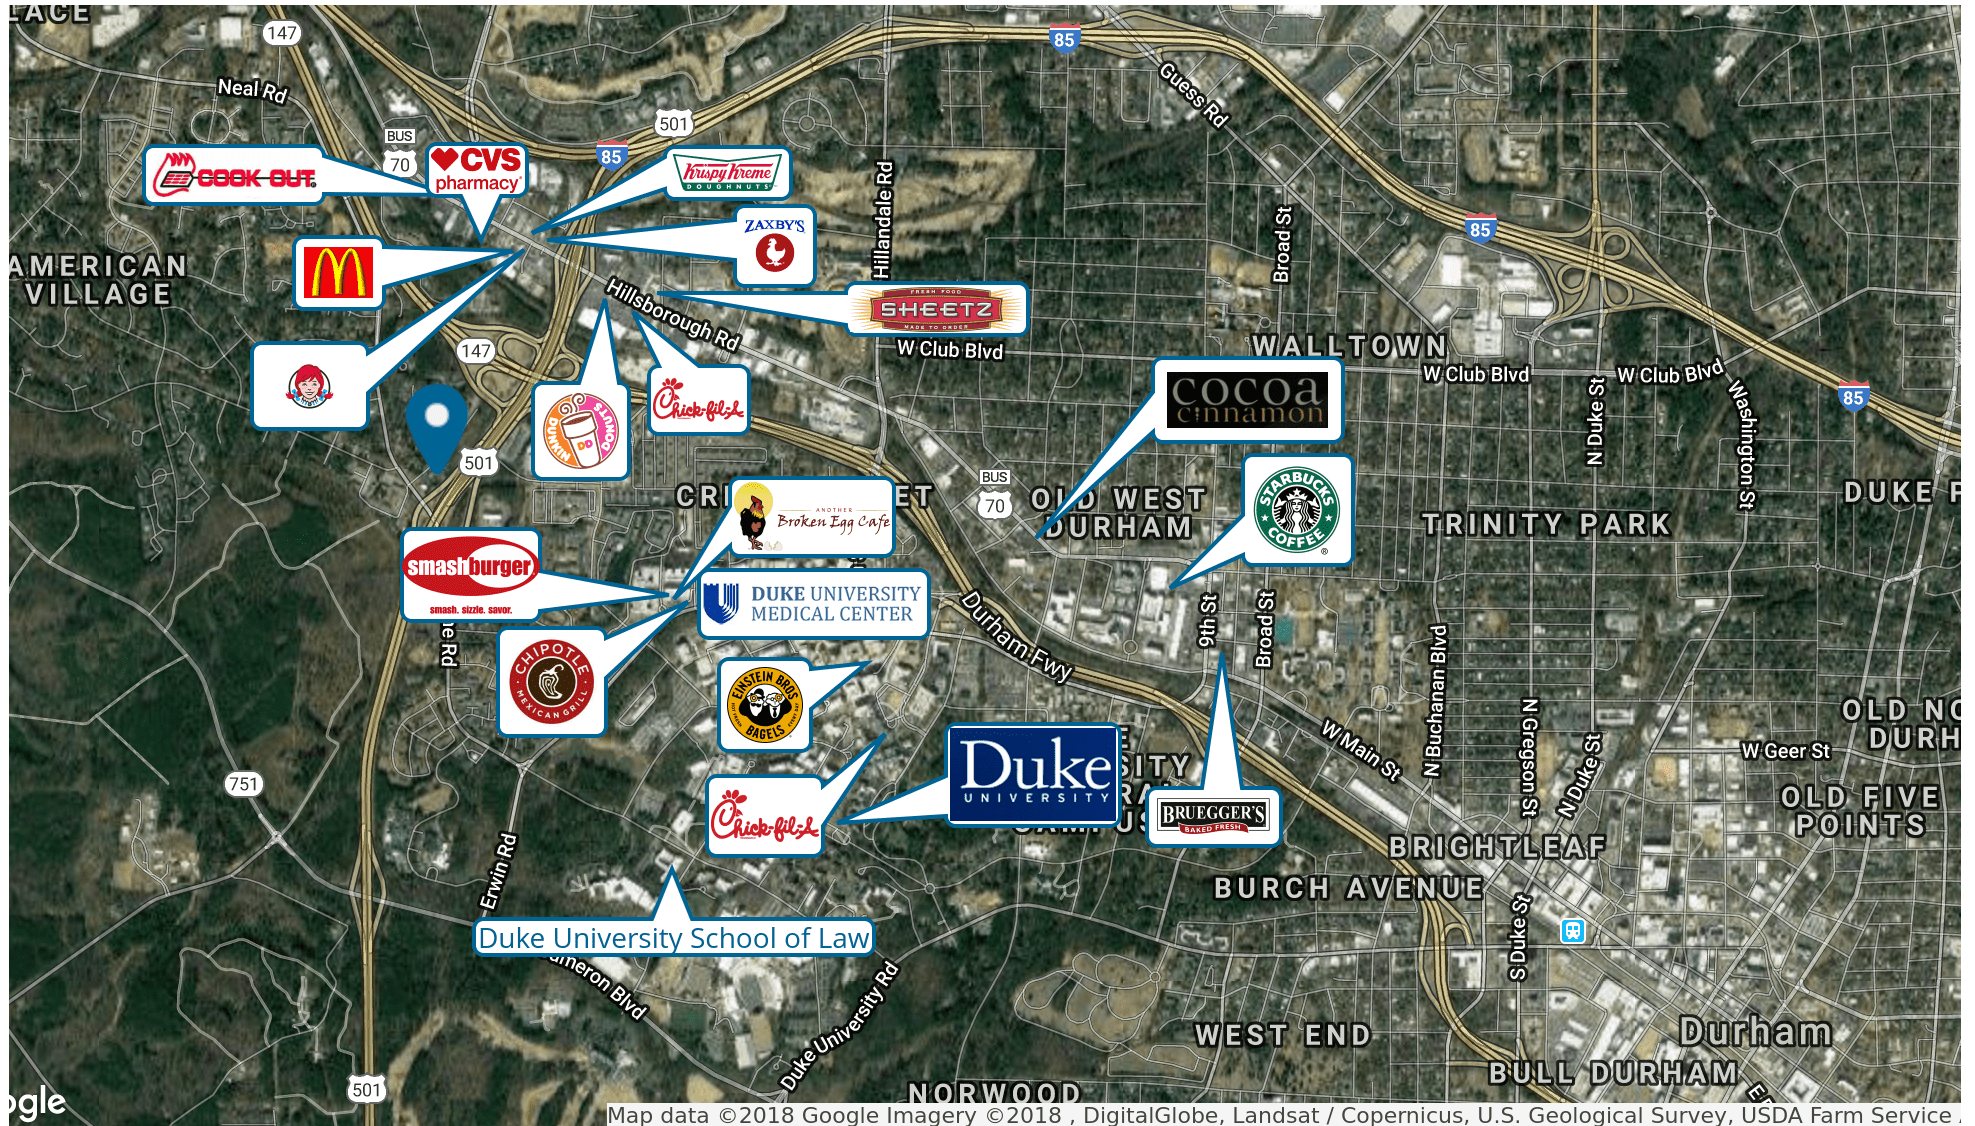 147
85
Guess Rd
Neal Rd
501
BUS
70
85
COOK OUT
CVS
pharmacy
Krispy Kreme
DOUGHNUTS
Hillandale Rd
Broad St
85
ZAXBY'S
AMERICAN
VILLAGE
Hillsborough Rd
FRESH FOOD
SHEETZ
MADE TO ORDER
W Club Blvd
WALLTOWN
W Club Blvd
W Club Blvd
147
85
N Duke St
Washington St
cocoa
cinnamon
Chick-fil-A
DUNKIN'
DONUTS
DD
501
BUS
70
OLD WEST
DURHAM
STARBUCKS
COFFEE
TRINITY PARK
DUKE
ANOTHER
Broken Egg Cafe
smashburger
smash. sizzle. savor.
DUKE UNIVERSITY
MEDICAL CENTER
Durham Fwy
9th St
Broad St
N Buchanan Blvd
CHIPOTLE
MEXICAN GRILL
EINSTEIN BROS
BAGELS
Duke
UNIVERSITY
W Main St
N Gregson St
N Duke St
W Geer St
OLD FIVE
POINTS
751
Chick-fil-A
BRUEGGER'S
BAKED FRESH
BRIGHTLEAF
BURCH AVENUE
Erwin Rd
Duke University School of Law
S Duke St
Duke University Rd
WEST END
Durham
BULL DURHAM
501
NORWOOD
Map data ©2018 Google Imagery ©2018 , DigitalGlobe, Landsat / Copernicus, U.S. Geological Survey, USDA Farm Service